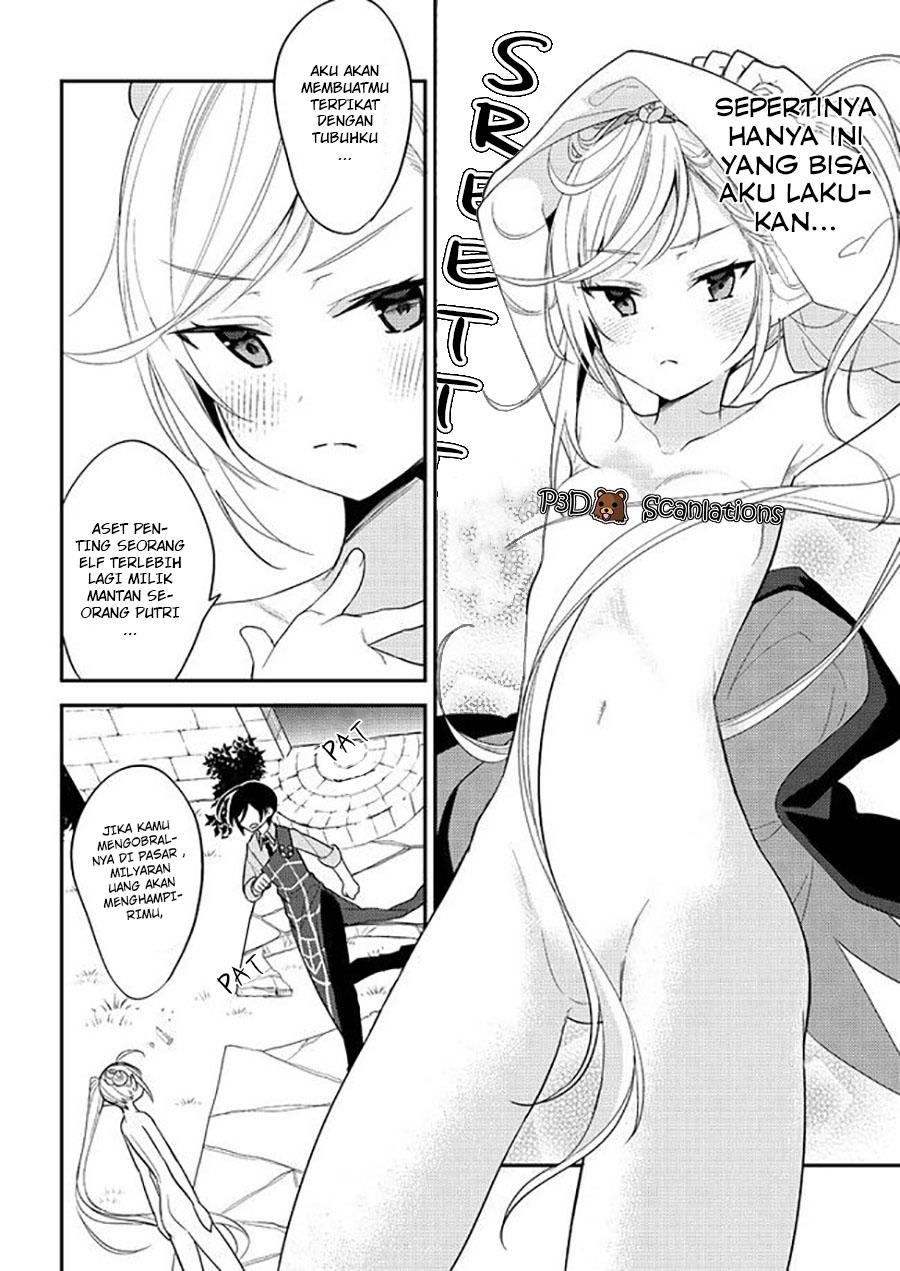 SEPERTINYA
HANYA INI
YANG BISA
AKU LAKU-
KAN...
SREETTT
AKU AKAN
MEMBUATMU
TERPIKAT
DENGAN
TUBUHKU
...
ASET PEN-
TING SEORANG
ELF TERLEBIH
LAGI MILIK
MANTAN SE-
ORANG PUTRI
...
P3D Scanlations
PAT
JIKA KAMU
MENGOBRAL-
NYA DI PASAR,
MILYARAN
UANG AKAN
MENGHAMPI-
RIMU,
PAT